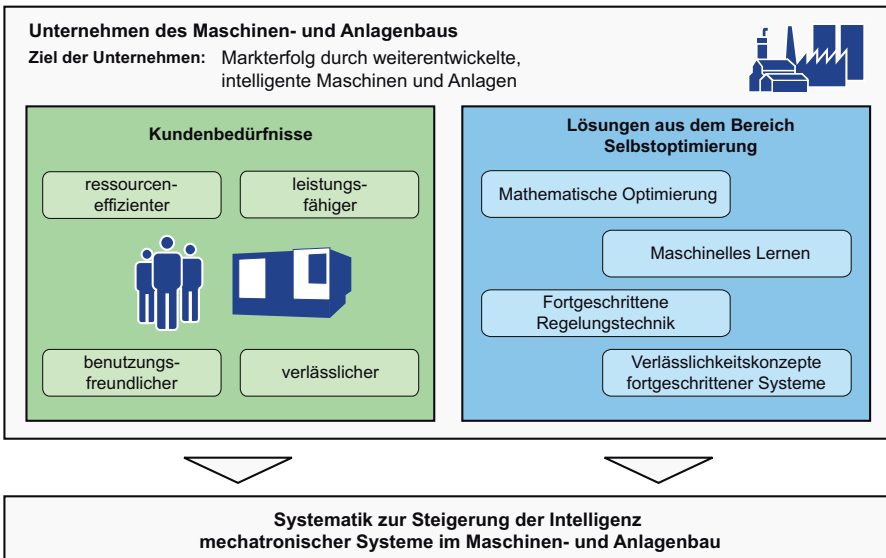 Unternehmen des Maschinen- und Anlagenbaus
Ziel der Unternehmen: Markterfolg durch weiterentwickelte,
intelligente Maschinen und Anlagen
Kundenbedürfnisse
ressourcen-
effizienter
leistungs-
fähiger
benutzungs-
freundlicher
verlässlicher
Lösungen aus dem Bereich
Selbstoptimierung
Mathematische Optimierung
Maschinelles Lernen
Fortgeschrittene
Regelungstechnik
Verlässlichkeitskonzepte
fortgeschrittener Systeme
Systematik zur Steigerung der Intelligenz
mechatronischer Systeme im Maschinen- und Anlagenbau